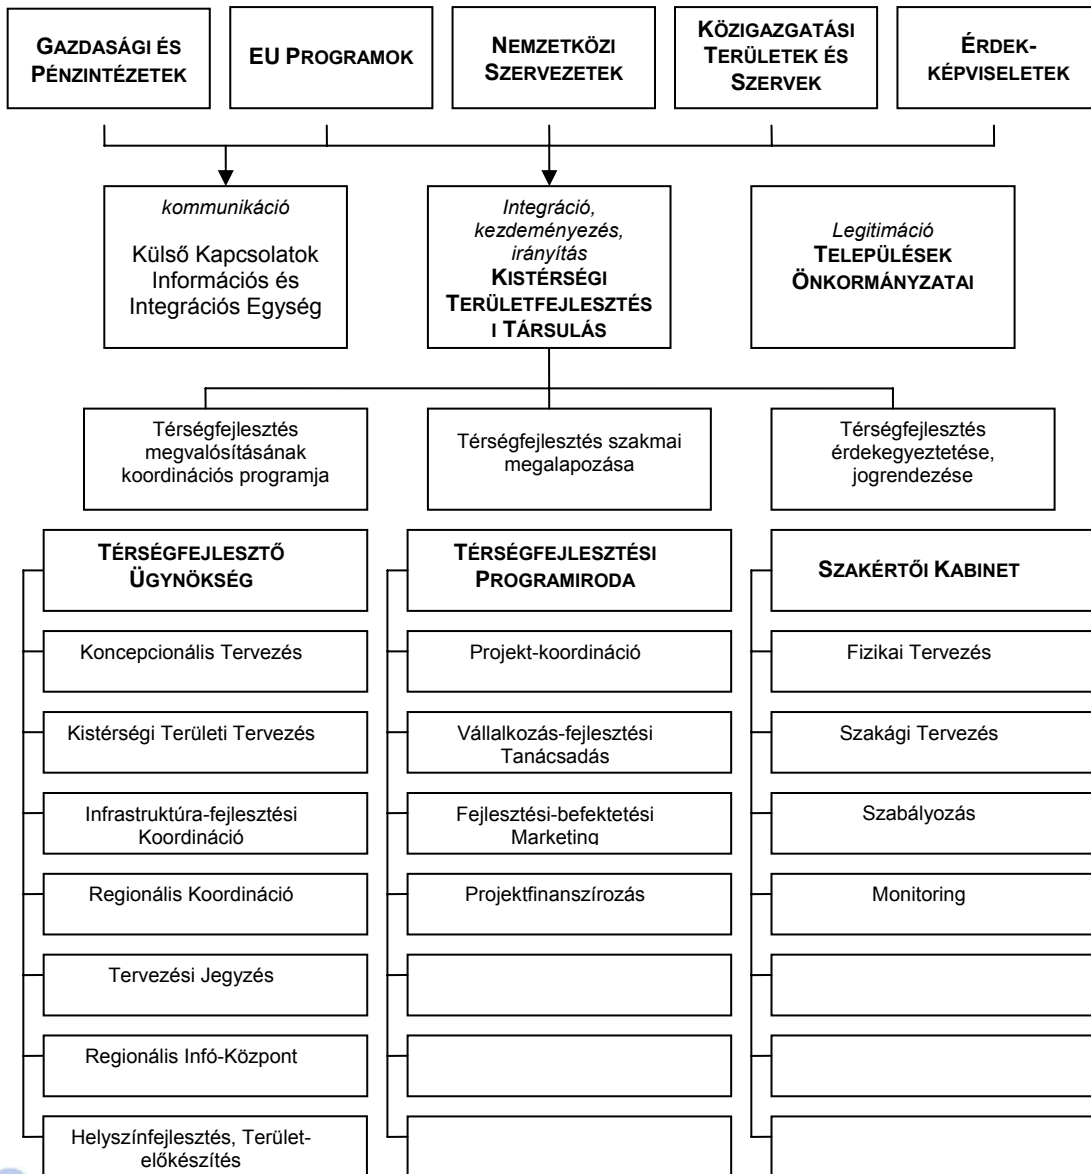 GAZDASÁGI ÉS
PÉNZINTÉZETEK
EU PROGRAMOK
NEMZETKÖZI
SZERVEZETEK
KÖZIGAZGATÁSI
TERÜLETEK ÉS
SZERVEK
ÉRDEK-
KÉPVISELETEK
kommunikáció
Külső Kapcsolatok
Információs és
Integrációs Egység
Integráció,
kezdeményezés,
irányítás
KISTÉRSÉGI
TERÜLETFEJLESZTÉS
I TÁRSULÁS
Legitimáció
TELEPÜLÉSEK
ÖNKORMÁNYZATAI
Térségfejlesztés
megvalósításának
koordinációs programja
Térségfejlesztés szakmai
megalapozása
Térségfejlesztés
érdekegyeztetése,
jogrendezése
TÉRSÉGFEJLESZTŐ
ÜGYNÖKSÉG
Koncepcionális Tervezés
Kistérségi Területi Tervezés
Infrastruktúra-fejlesztési
Koordináció
Regionális Koordináció
Tervezési Jegyzés
Regionális Infó-Központ
Helyszínfejlesztés, Terület-
előkészítés
TÉRSÉGFEJLESZTÉSI
PROGRAMIRODA
Projekt-koordináció
Vállalkozás-fejlesztési
Tanácsadás
Fejlesztési-befektetési
Marketing
Projektfinanszírozás
SZAKÉRTŐI KABINET
Fizikai Tervezés
Szakági Tervezés
Szabályozás
Monitoring